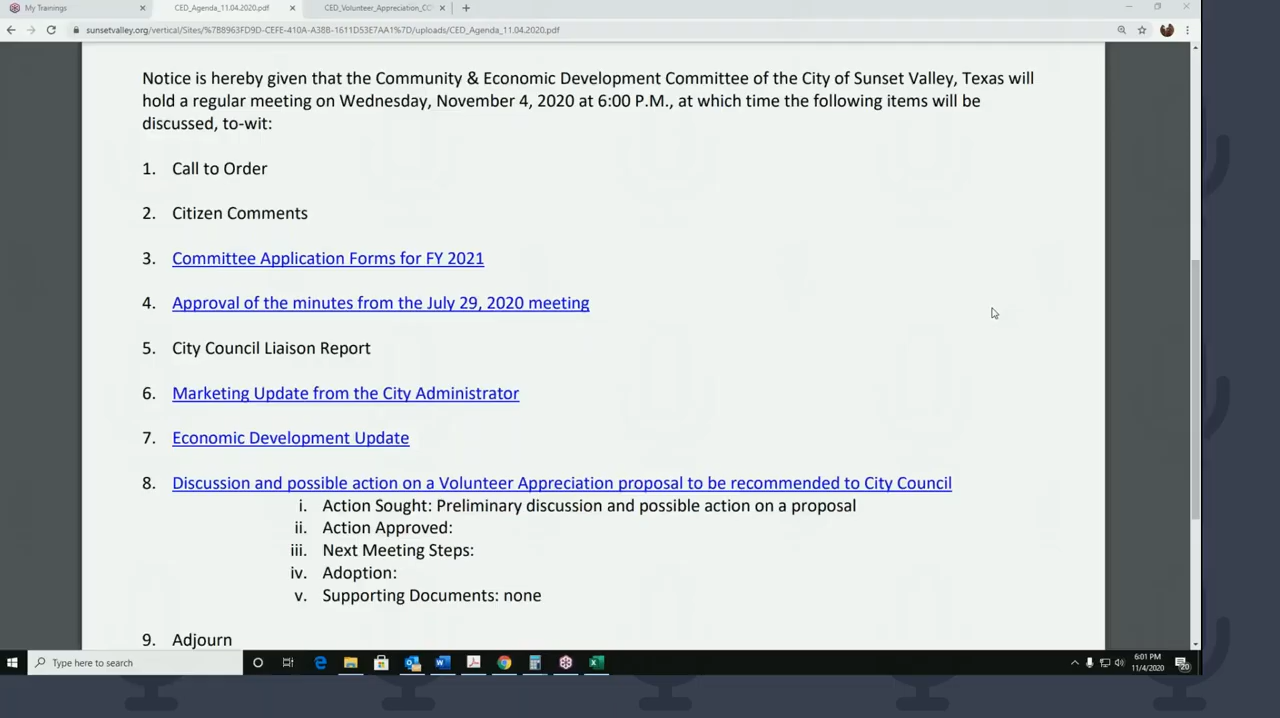 My Trainings
CED_Agenda_11.04.2020.pdf
CED_Volunteer_Appreciation_CO
sunsetvalley.org/vertical/Sites/%7B8963FD9D-CEFE-410A-A38B-1611D53E7AA1%7D/uploads/CED_Agenda_11.04.2020.pdf
Notice is hereby given that the Community & Economic Development Committee of the City of Sunset Valley, Texas will
hold a regular meeting on Wednesday, November 4, 2020 at 6:00 P.M., at which time the following items will be
discussed, to-wit:
1. Call to Order
2. Citizen Comments
3. Committee Application Forms for FY 2021
4. Approval of the minutes from the July 29, 2020 meeting
5. City Council Liaison Report
6. Marketing Update from the City Administrator
7. Economic Development Update
8. Discussion and possible action on a Volunteer Appreciation proposal to be recommended to City Council
i. Action Sought: Preliminary discussion and possible action on a proposal
ii. Action Approved:
iii. Next Meeting Steps:
iv. Adoption:
v. Supporting Documents: none
9. Adjourn
Type here to search
6:01 PM
11/4/2020
20